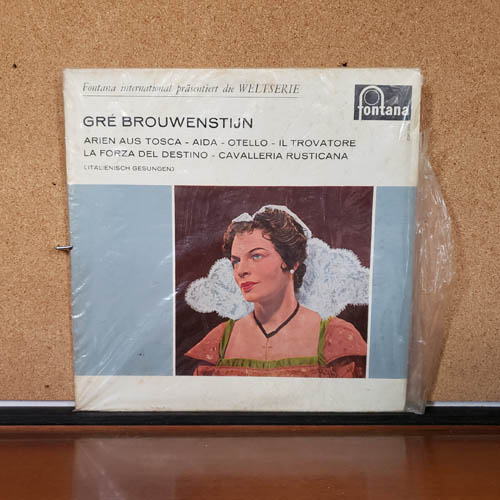 Fontana international präsentiert die WELTSERIE
fontana
GRÉ BROUWENSTIJN
ARIEN AUS TOSCA - AIDA - OTELLO - IL TROVATORE
LA FORZA DEL DESTINO - CAVALLERIA RUSTICANA
(ITALIENISCH GESUNGEN)